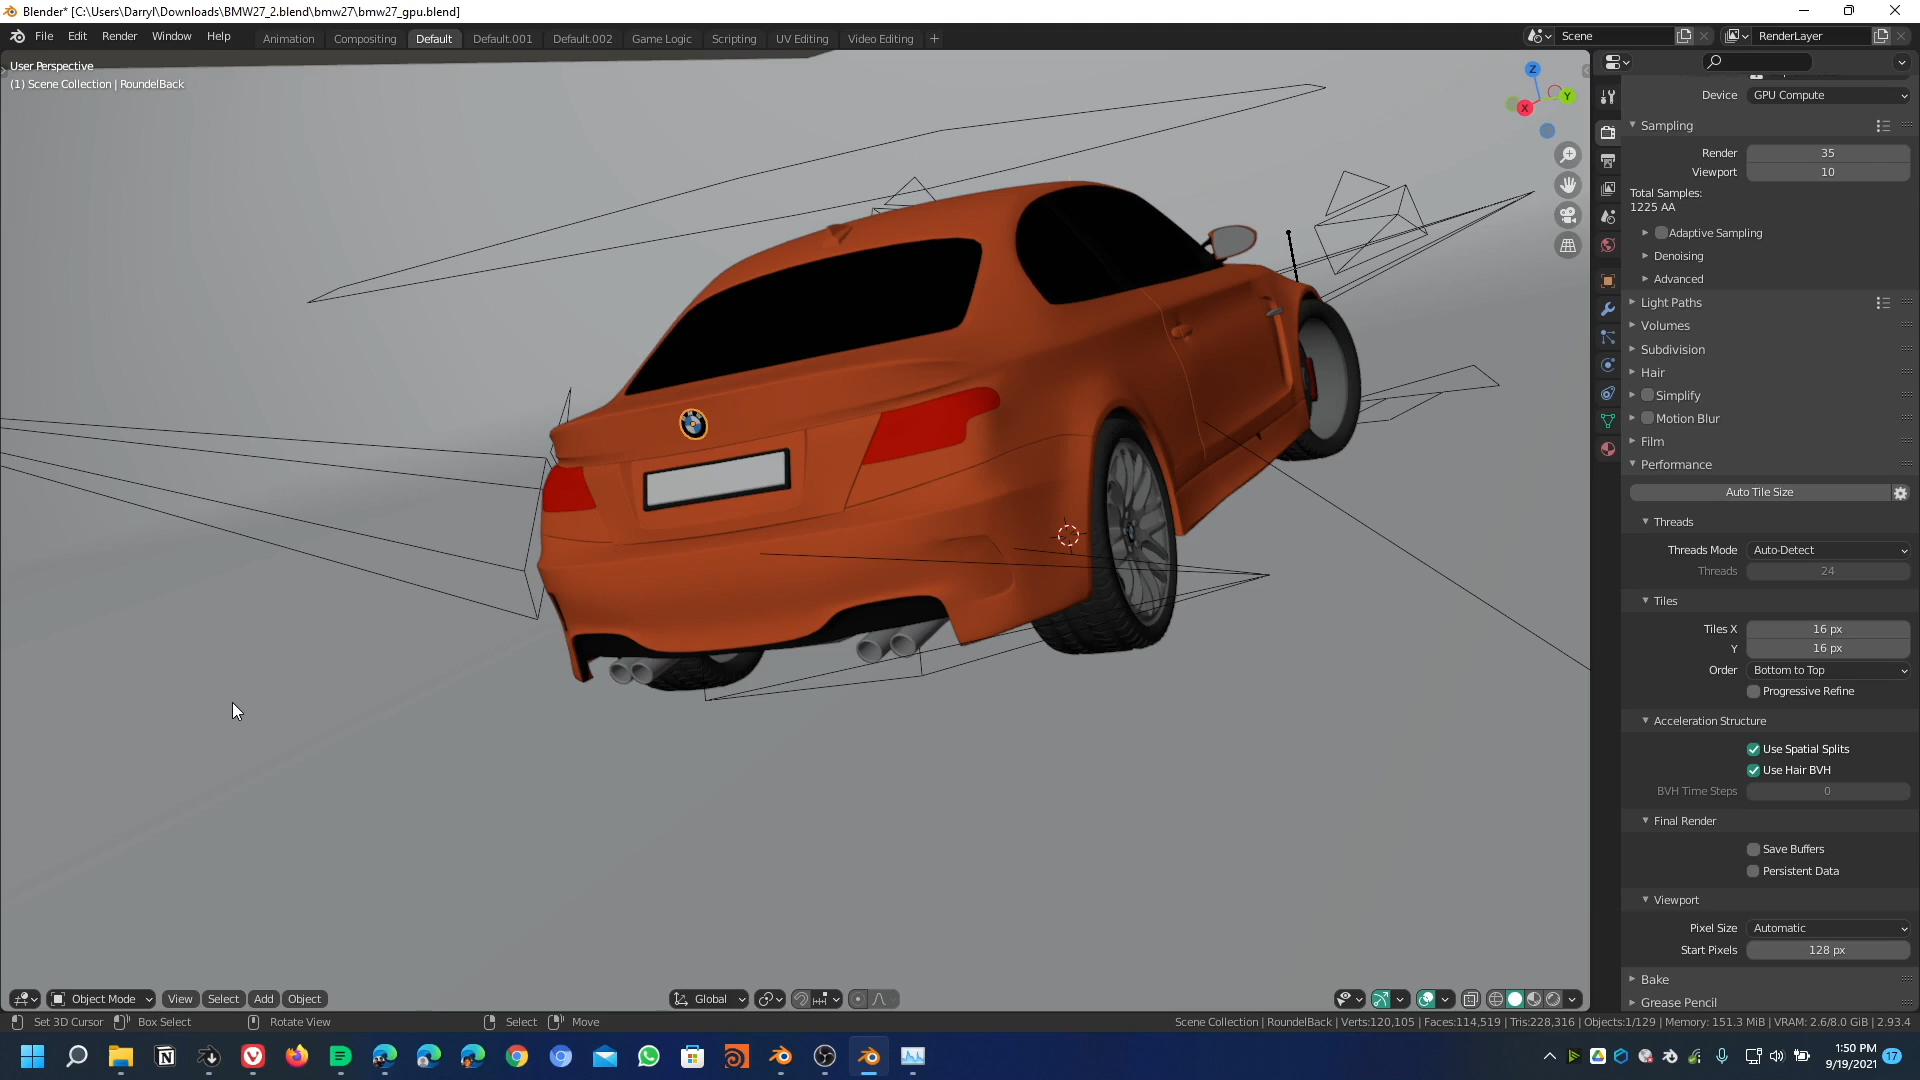 Blender* [C:\Users\Darryl\Downloads\BMW27_2.blend\bmw27\bmw27_gpu.blend]
File Edit Render Window Help Animation Compositing Default Default.001 Default.002 Game Logic Scripting UV Editing Video Editing + Scene RenderLayer
User Perspective
(1) Scene Collection | RoundelBack
Z
Y
X
Device GPU Compute
Sampling
Render 35
Viewport 10
Total Samples:
1225 AA
Adaptive Sampling
Denoising
Advanced
Light Paths
Volumes
Subdivision
Hair
Simplify
Motion Blur
Film
Performance
Auto Tile Size
Threads
Threads Mode Auto-Detect
Threads 24
Tiles
Tiles X 16 px
Y 16 px
Order Bottom to Top
Progressive Refine
Acceleration Structure
Use Spatial Splits
Use Hair BVH
BVH Time Steps 0
Final Render
Save Buffers
Persistent Data
Viewport
Pixel Size Automatic
Start Pixels 128 px
Bake
Grease Pencil
Object Mode View Select Add Object Global
Set 3D Cursor Box Select Rotate View Select Move Scene Collection | RoundelBack | Verts:120,105 | Faces:114,519 | Tris:228,316 | Objects:1/129 | Memory: 151.3 MiB | VRAM: 2.6/8.0 GiB | 2.93.4
1:50 PM
9/19/2021
17